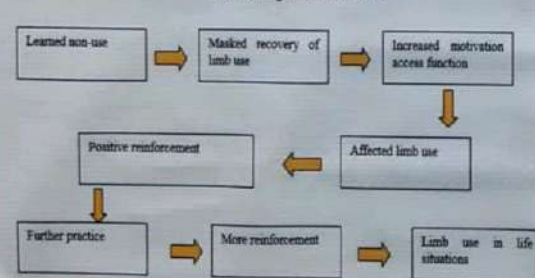 Learned non-use
Masked recovery of
limb use
Increased motivation
access function
Positive reinforcement
Affected limb use
Further practice
More reinforcement
Limb use in life
situations